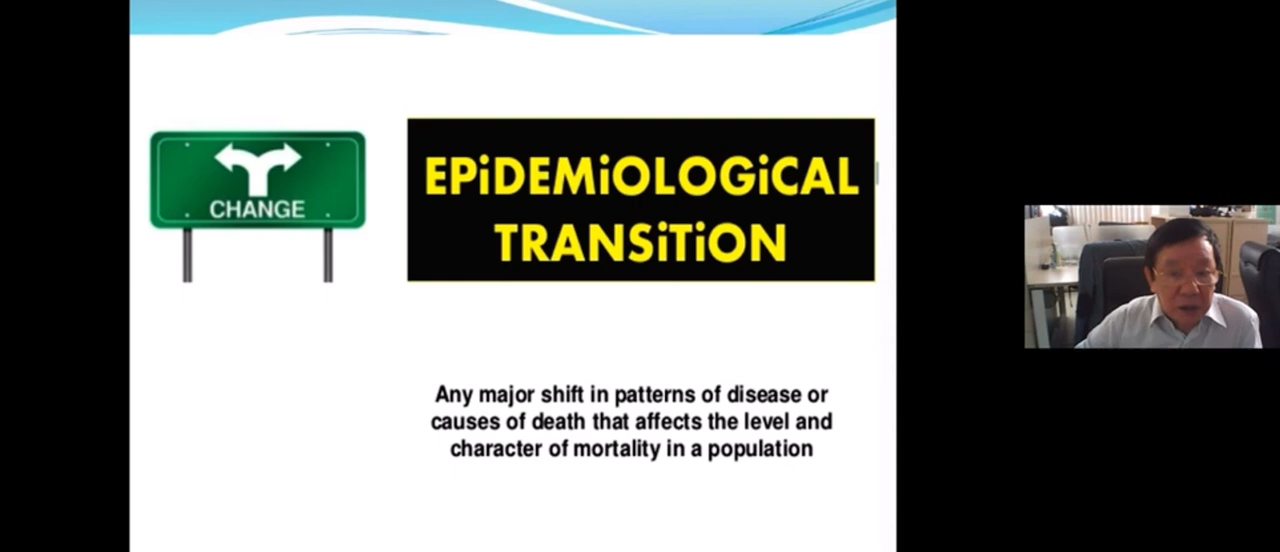 CHANGE
EPiDEMiOLOGiCAL
TRANSiTiON
Any major shift in patterns of disease or
causes of death that affects the level and
character of mortality in a population